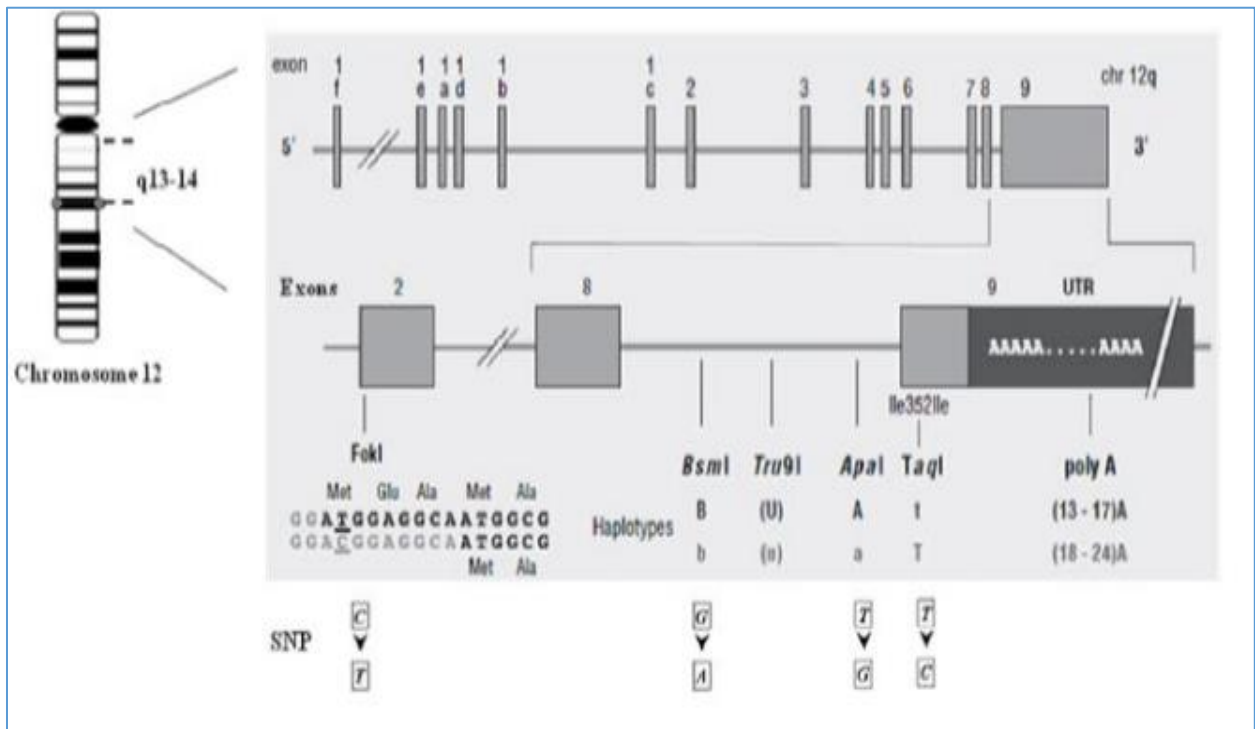 exon 1 1 1 1 1 1
f e a d b c 2 3 4 5 6 7 8 9 chr 12q
5' 3'
q13-14
Exons 2 8 9 UTR
AAAAA.....AAAA
Chromosome 12
Ile352Ile
FokI
BsmI Tru9I ApaI TaqI poly A
Met Glu Ala Met Ala
GGATGGAGGCAATGGCG
GGACGGAGGCAATGGCG
Met Ala
Haplotypes
B (U) A t (13 - 17)A
b (u) a T (18 - 24)A
SNP
C G T T
T A G C